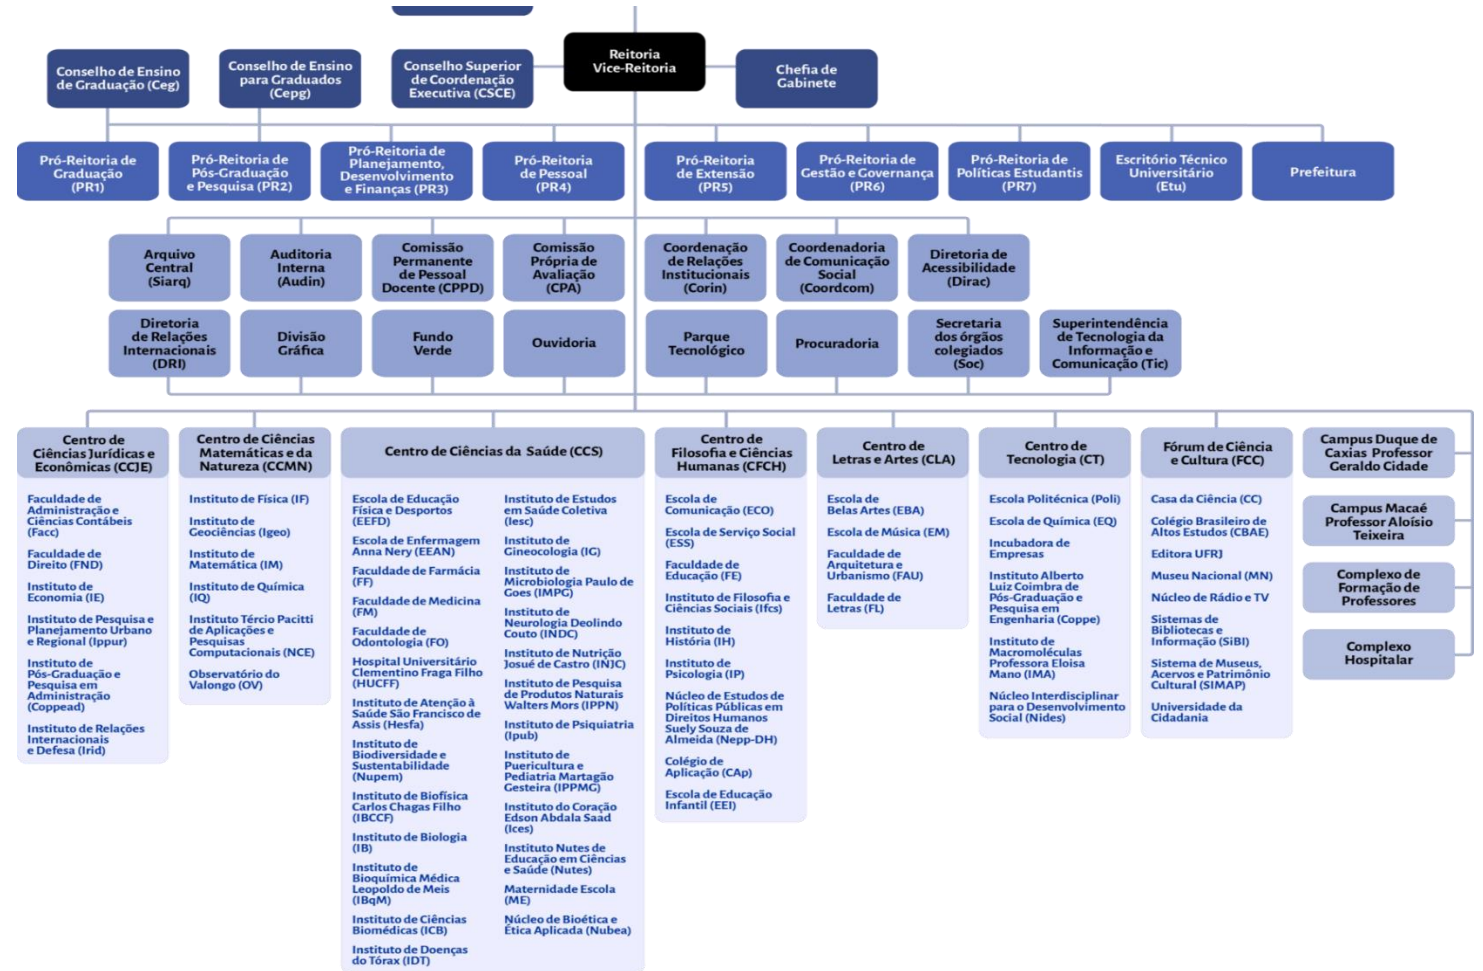 Reitoria
Vice-Reitoria
Conselho de Ensino
de Graduação (Ceg)
Conselho de Ensino
para Graduados
(Cepg)
Conselho Superior
de Coordenação
Executiva (CSCE)
Chefia de
Gabinete
Pró-Reitoria de
Graduação
(PR1)
Pró-Reitoria de
Pós-Graduação
e Pesquisa (PR2)
Pró-Reitoria de
Planejamento,
Desenvolvimento
e Finanças (PR3)
Pró-Reitoria
de Pessoal
(PR4)
Pró-Reitoria
de Extensão
(PR5)
Pró-Reitoria de
Gestão e Governança
(PR6)
Pró-Reitoria de
Políticas Estudantis
(PR7)
Escritório Técnico
Universitário
(Etu)
Prefeitura
Arquivo
Central
(Siarq)
Auditoria
Interna
(Audin)
Comissão
Permanente
de Pessoal
Docente (CPPD)
Comissão
Própria de
Avaliação
(CPA)
Coordenação
de Relações
Institucionais
(Corin)
Coordenadoria
de Comunicação
Social
(Coordcom)
Diretoria de
Acessibilidade
(Dirac)
Diretoria
de Relações
Internacionais
(DRI)
Divisão
Gráfica
Fundo
Verde
Ouvidoria
Parque
Tecnológico
Procuradoria
Secretaria
dos órgãos
colegiados
(Soc)
Superintendência
de Tecnologia da
Informação e
Comunicação (Tic)
Centro de
Ciências Jurídicas e
Econômicas (CCJE)
Faculdade de
Administração e
Ciências Contábeis
(Facc)
Faculdade de
Direito (FND)
Instituto de
Economia (IE)
Instituto de Pesquisa e
Planejamento Urbano
e Regional (Ippur)
Instituto de
Pós-Graduação e
Pesquisa em
Administração
(Coppead)
Instituto de Relações
Internacionais
e Defesa (Irid)
Centro de Ciências
Matemáticas e da
Natureza (CCMN)
Instituto de Física (IF)
Instituto de
Geociências (Igeo)
Instituto de
Matemática (IM)
Instituto de Química
(IQ)
Instituto Tércio Pacitti
de Aplicações e
Pesquisas
Computacionais (NCE)
Observatório do
Valongo (OV)
Centro de Ciências da Saúde (CCS)
Escola de Educação
Física e Desportos
(EEFD)
Escola de Enfermagem
Anna Nery (EEAN)
Faculdade de Farmácia
(FF)
Faculdade de Medicina
(FM)
Faculdade de
Odontologia (FO)
Hospital Universitário
Clementino Fraga Filho
(HUCFF)
Instituto de Atenção à
Saúde São Francisco de
Assis (Hesfa)
Instituto de
Biodiversidade e
Sustentabilidade
(Nupem)
Instituto de Biofísica
Carlos Chagas Filho
(IBCCF)
Instituto de Biologia
(IB)
Instituto de
Bioquímica Médica
Leopoldo de Meis
(IBqM)
Instituto de Ciências
Biomédicas (ICB)
Instituto de Doenças
do Tórax (IDT)
Instituto de Estudos
em Saúde Coletiva
(Iesc)
Instituto de
Gineocologia (IG)
Instituto de
Microbiologia Paulo de
Goes (IMPG)
Instituto de
Neurologia Deolindo
Couto (INDC)
Instituto de Nutrição
Josué de Castro (INJC)
Instituto de Pesquisa
de Produtos Naturais
Walters Mors (IPPN)
Instituto de Psiquiatria
(Ipub)
Instituto de
Puericultura e
Pediatria Martagão
Gesteira (IPPMG)
Instituto do Coração
Edson Abdala Saad
(Ices)
Instituto Nutes de
Educação em Ciências
e Saúde (Nutes)
Maternidade Escola
(ME)
Núcleo de Bioética e
Ética Aplicada (Nubea)
Centro de
Filosofia e Ciências
Humanas (CFCH)
Escola de
Comunicação (ECO)
Escola de Serviço Social
(ESS)
Faculdade de
Educação (FE)
Instituto de Filosofia e
Ciências Sociais (Ifcs)
Instituto de
História (IH)
Instituto de
Psicologia (IP)
Núcleo de Estudos de
Políticas Públicas em
Direitos Humanos
Suely Souza de
Almeida (Nepp-DH)
Colégio de
Aplicação (CAp)
Escola de Educação
Infantil (EEI)
Centro de
Letras e Artes (CLA)
Escola de
Belas Artes (EBA)
Escola de Música (EM)
Faculdade de
Arquitetura e
Urbanismo (FAU)
Faculdade de
Letras (FL)
Centro de
Tecnologia (CT)
Escola Politécnica (Poli)
Escola de Química (EQ)
Incubadora de
Empresas
Instituto Alberto
Luiz Coimbra de
Pós-Graduação e
Pesquisa em
Engenharia (Coppe)
Instituto de
Macromoléculas
Professora Eloisa
Mano (IMA)
Núcleo Interdisciplinar
para o Desenvolvimento
Social (Nides)
Fórum de Ciência
e Cultura (FCC)
Casa da Ciência (CC)
Colégio Brasileiro de
Altos Estudos (CBAE)
Editora UFRJ
Museu Nacional (MN)
Núcleo de Rádio e TV
Sistemas de
Bibliotecas e
Informação (SiBI)
Sistema de Museus,
Acervos e Patrimônio
Cultural (SIMAP)
Universidade da
Cidadania
Campus Duque de
Caxias Professor
Geraldo Cidade
Campus Macaé
Professor Aloísio
Teixeira
Complexo de
Formação de
Professores
Complexo
Hospitalar